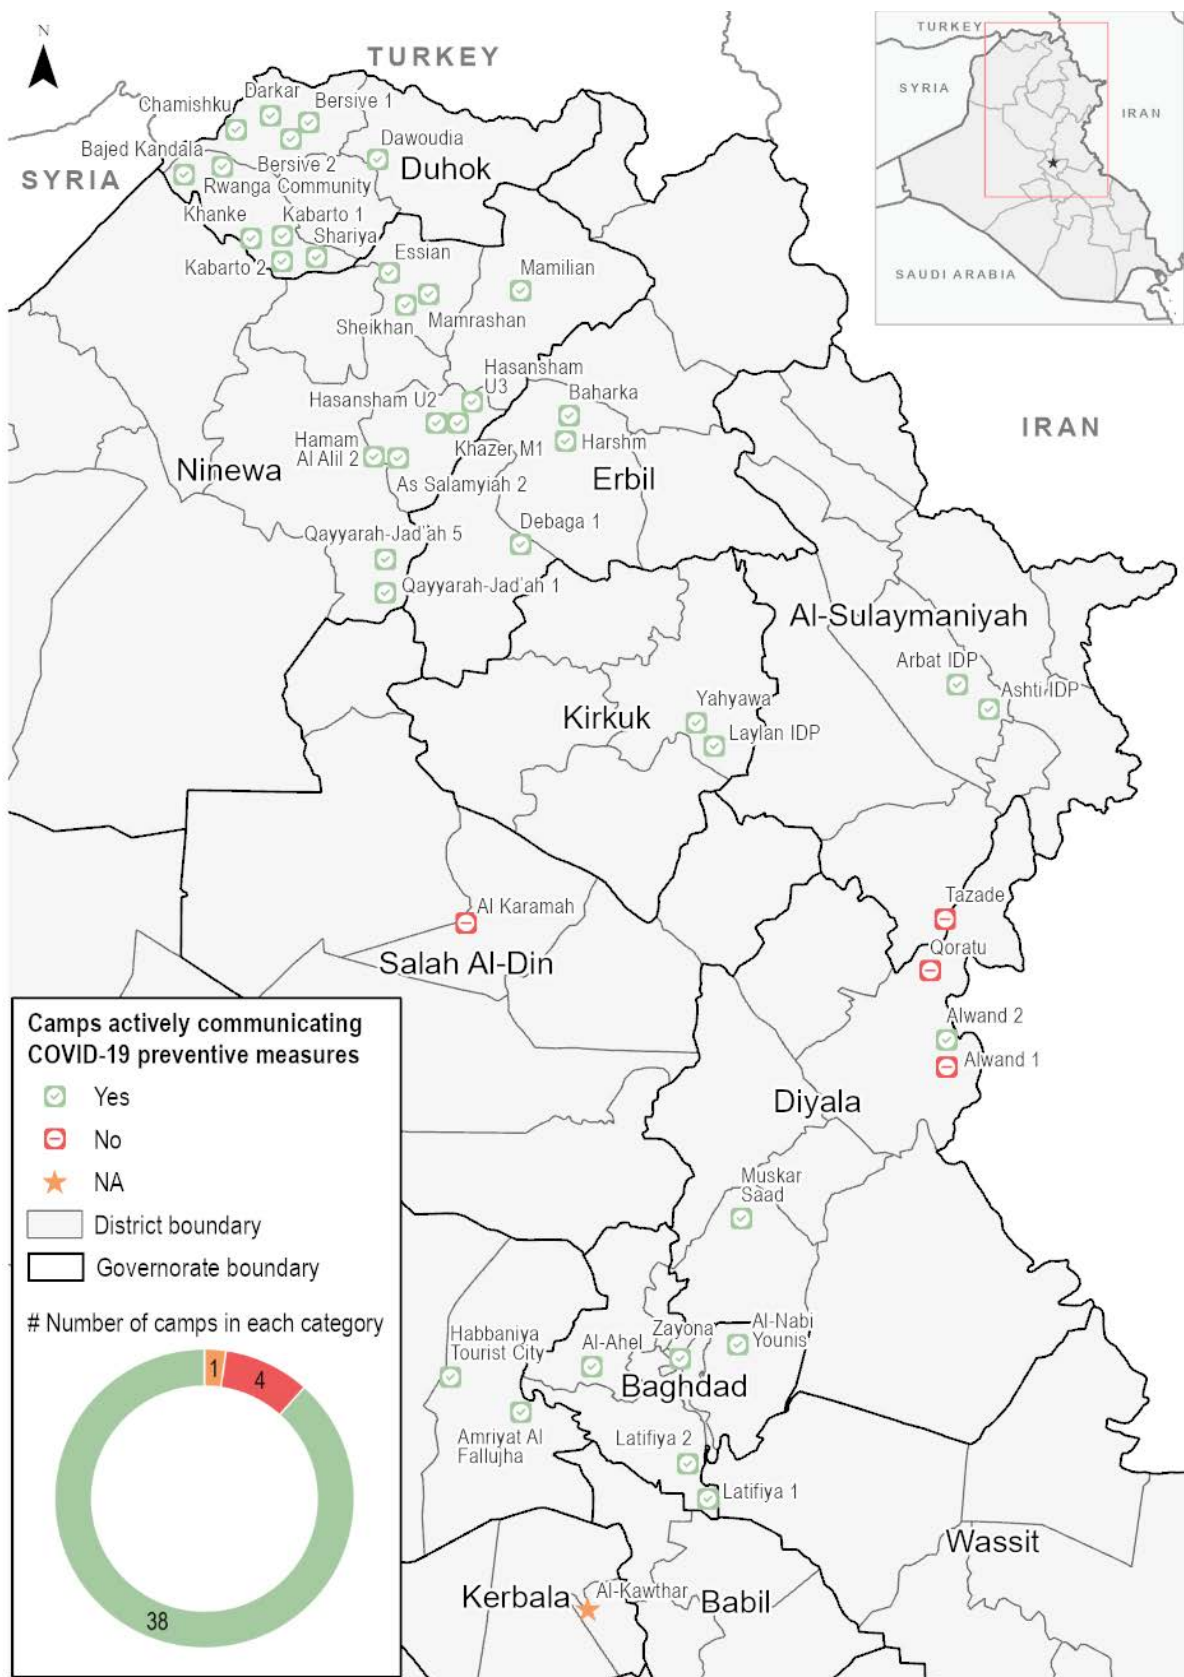 N
TURKEY
SYRIA
IRAN
SAUDI ARABIA
TURKEY
SYRIA
IRAN
Darkar
Chamishku
Bersive 1
Dawoudia
Bajed Kandala
Bersive 2
Duhok
Rwanga Community
Khanke
Kabarto 1
Shariya
Kabarto 2
Essian
Mamilian
Sheikhan
Mamrashan
Hasansham
U3
Hasansham U2
Baharka
Hamam
Al Alil 2
Khazer M1
Harshm
Ninewa
As Salamyiah 2
Erbil
Debaga 1
Qayyarah-Jad'ah 5
Qayyarah-Jad'ah 1
Al-Sulaymaniyah
Arbat IDP
Ashti IDP
Kirkuk
Yahyawa
Laylan IDP
Tazade
Al Karamah
Salah Al-Din
Qoratu
Alwand 2
Alwand 1
Diyala
Muskar
Saad
Habbaniya
Tourist City
Al-Ahel
Zayona
Al-Nabi
Younis
Baghdad
Amriyat Al
Fallujha
Latifiya 2
Latifiya 1
Wassit
Kerbala
Al-Kawthar
Babil
Camps actively communicating
COVID-19 preventive measures
Yes
No
NA
District boundary
Governorate boundary
# Number of camps in each category
1
4
38